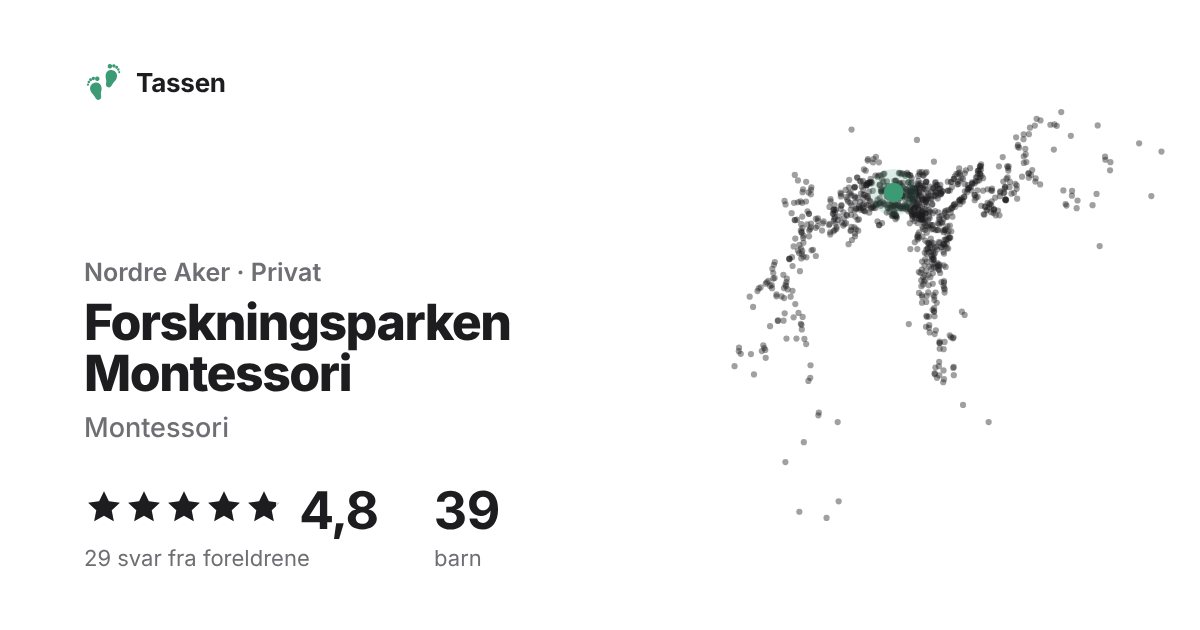 Tassen
Nordre Aker · Privat
Forskningsparken
Montessori
Montessori
4,8
29 svar fra foreldrene
39
barn